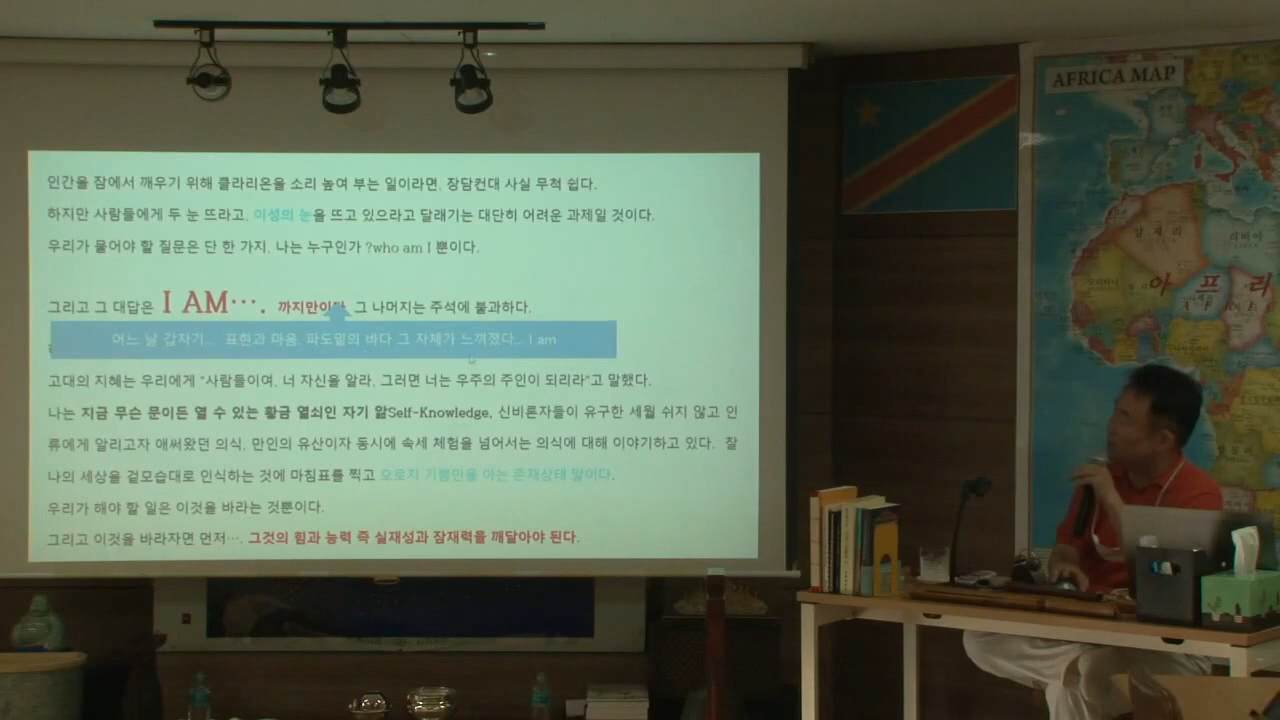 인간을 잠에서 깨우기 위해 클라리온을 소리 높여 부는 일이라면, 장담컨대 사실 무척 쉽다.
하지만 사람들에게 두 눈 뜨라고, 이성의 눈을 뜨고 있으라고 달래기는 대단히 어려운 과제일 것이다.
우리가 물어야 할 질문은 단 한 가지, 나는 누구인가 ?who am I 뿐이다.
그리고 그 대답은 I AM…. 까지만이 그 나머지는 주석에 불과하다.
어느 날 갑자기... 표현과 마음, 파도밑의 바다 그 자체가 느껴졌다... I am
고대의 지혜는 우리에게 “사람들이여, 너 자신을 알라, 그러면 너는 우주의 주인이 되리라”고 말했다.
나는 지금 무슨 문이든 열 수 있는 황금 열쇠인 자기 앎Self-Knowledge, 신비론자들이 유구한 세월 쉬지 않고 인
류에게 알리고자 애써왔던 의식, 만인의 유산이자 동시에 속세 체험을 넘어서는 의식에 대해 이야기하고 있다. 찰
나의 세상을 겉모습대로 인식하는 것에 마침표를 찍고 오로지 기쁨만을 아는 존재상태 말이다.
우리가 해야 할 일은 이것을 바라는 것뿐이다.
그리고 이것을 바라자면 먼저…, 그것의 힘과 능력 즉 실재성과 잠재력을 깨달아야 된다.
AFRICA MAP
알 제 리
리비아
아 프 리